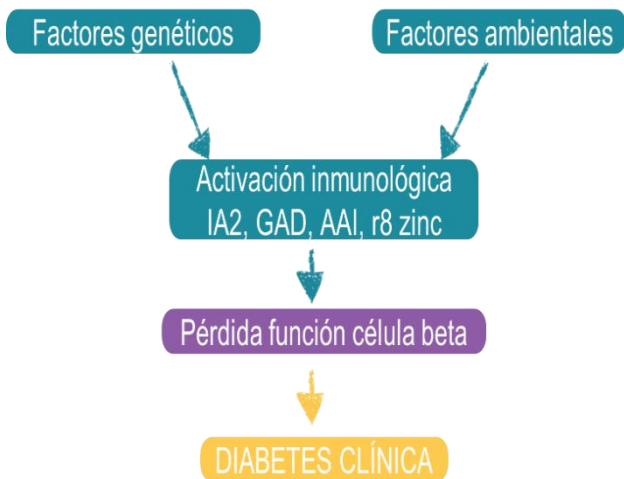 Factores genéticos
Factores ambientales
Activación inmunológica
IA2, GAD, AAI, r8 zinc
Pérdida función célula beta
DIABETES CLÍNICA